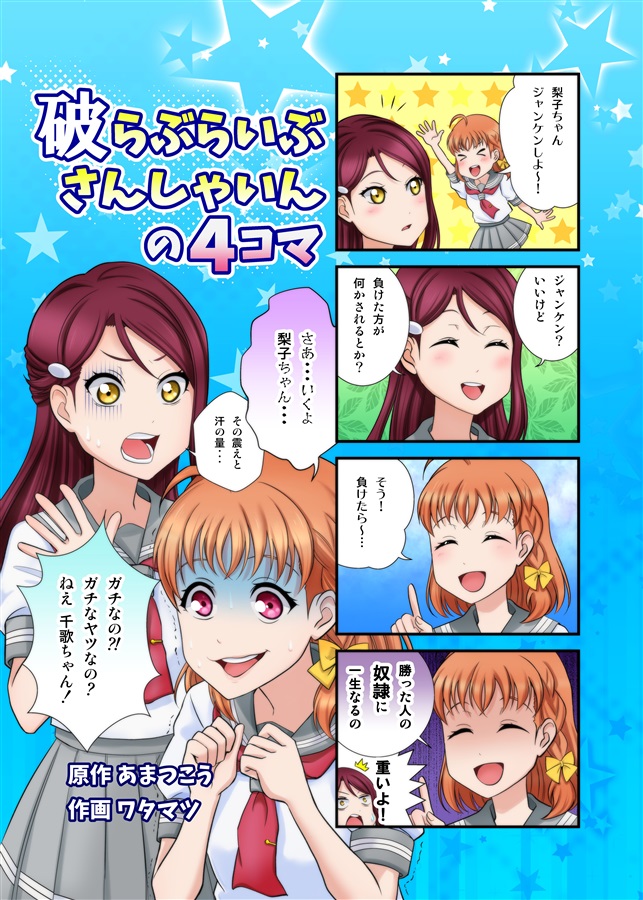 破らぶらいぶ
さんしゃいん
の4コマ
梨子ちゃん
ジャンケンしよ〜!
ジャンケン?
いいけど
負けた方が
何かされるとか?
そう!
負けたら〜…
勝った人の
奴隷に
一生なるの
重いよ!
さあ・・・いくよ
梨子ちゃん・・・
その震えと
汗の量・・
ガチなの?!
ガチなヤツなの?
ねえ 千歌ちゃん!
原作 あまつこう
作画 ワタマツ